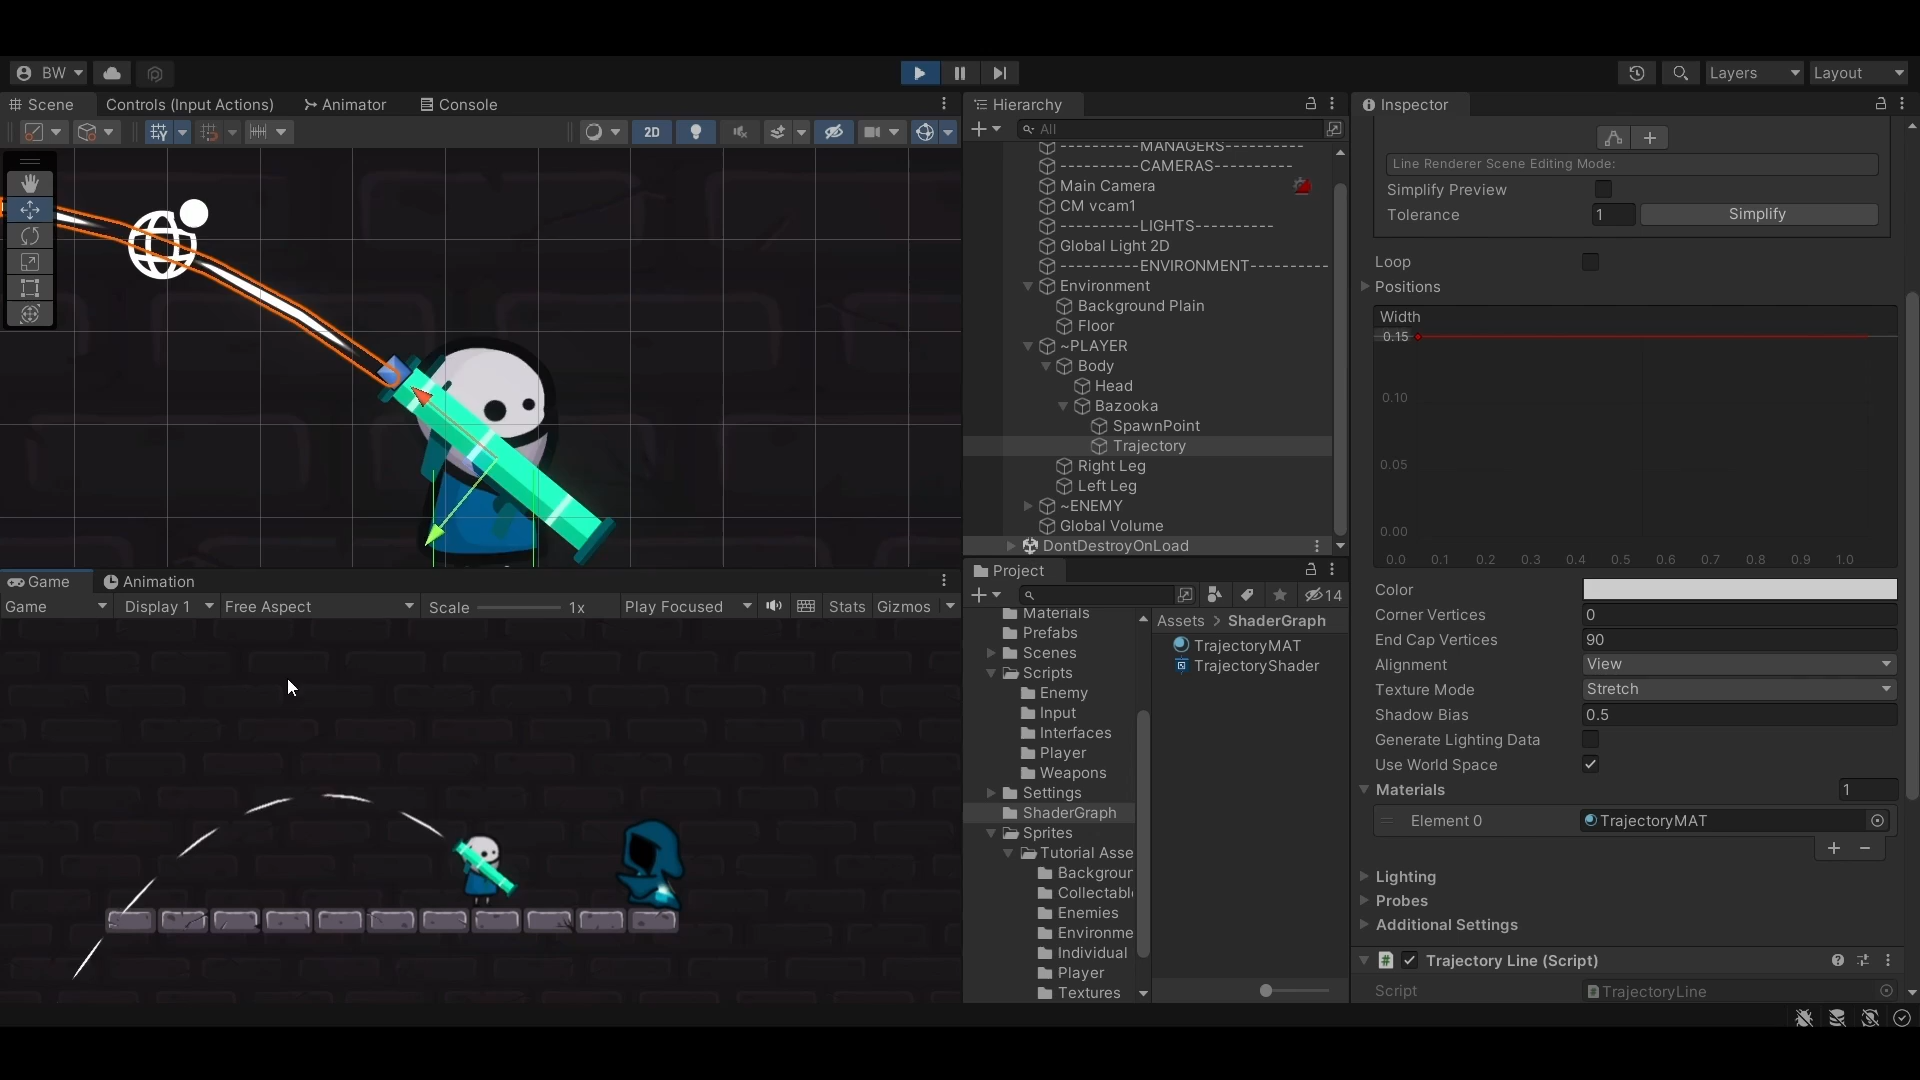 BW
Layers
Layout
Scene
Controls (Input Actions)
Animator
Console
2D
Game
Animation
Game
Display 1
Free Aspect
Scale
1x
Play Focused
Stats
Gizmos
Hierarchy
All
----------MANAGERS----------
----------CAMERAS----------
Main Camera
CM vcam1
----------LIGHTS----------
Global Light 2D
----------ENVIRONMENT----------
Environment
Background Plain
Floor
~PLAYER
Body
Head
Bazooka
SpawnPoint
Trajectory
Right Leg
Left Leg
~ENEMY
Global Volume
DontDestroyOnLoad
Project
14
Materials
Prefabs
Scenes
Scripts
Enemy
Input
Interfaces
Player
Weapons
Settings
ShaderGraph
Sprites
Tutorial Asse
Backgroun
Collectabl
Enemies
Environme
Individual
Player
Textures
Assets > ShaderGraph
TrajectoryMAT
TrajectoryShader
Inspector
Line Renderer Scene Editing Mode:
Simplify Preview
Tolerance
1
Simplify
Loop
Positions
Width
0.15
0.10
0.05
0.00
0.0 0.1 0.2 0.3 0.4 0.5 0.6 0.7 0.8 0.9 1.0
Color
Corner Vertices
0
End Cap Vertices
90
Alignment
View
Texture Mode
Stretch
Shadow Bias
0.5
Generate Lighting Data
Use World Space
Materials
1
Element 0
TrajectoryMAT
Lighting
Probes
Additional Settings
Trajectory Line (Script)
Script
TrajectoryLine